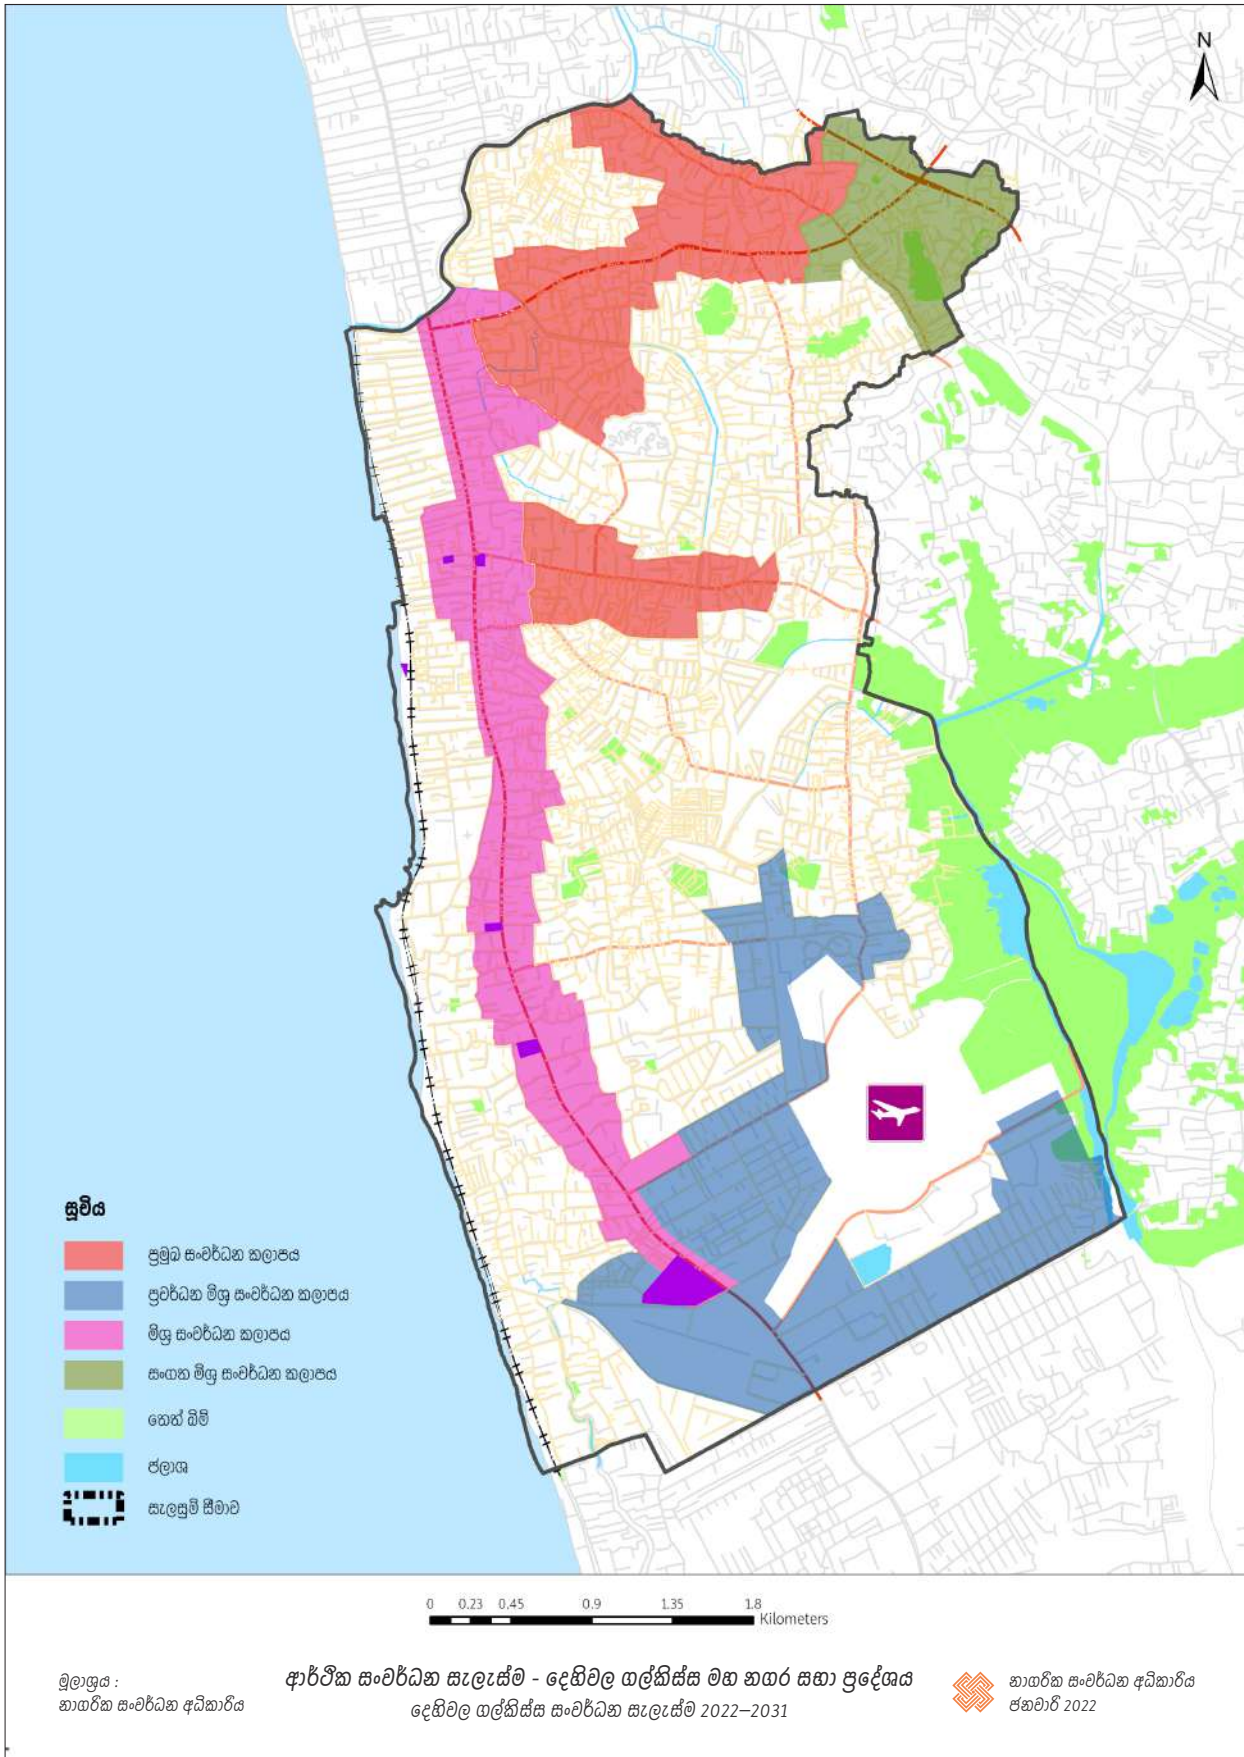 N
සූචිය
ප්‍රමුඛ සංවර්ධන කලාපය
ප්‍රවර්ධන මිශ්‍ර සංවර්ධන කලාපය
මිශ්‍ර සංවර්ධන කලාපය
සංගත මිශ්‍ර සංවර්ධන කලාපය
තෙත් බිම්
ජලාශ
සැලසුම් සීමාව
0 0.23 0.45 0.9 1.35 1.8
Kilometers
මූලාශ්‍රය :
නාගරික සංවර්ධන අධිකාරිය
ආර්ථික සංවර්ධන සැලැස්ම - දෙහිවල ගල්කිස්ස මහ නගර සභා ප්‍රදේශය
දෙහිවල ගල්කිස්ස සංවර්ධන සැලැස්ම 2022–2031
නාගරික සංවර්ධන අධිකාරිය
ජනවාරි 2022